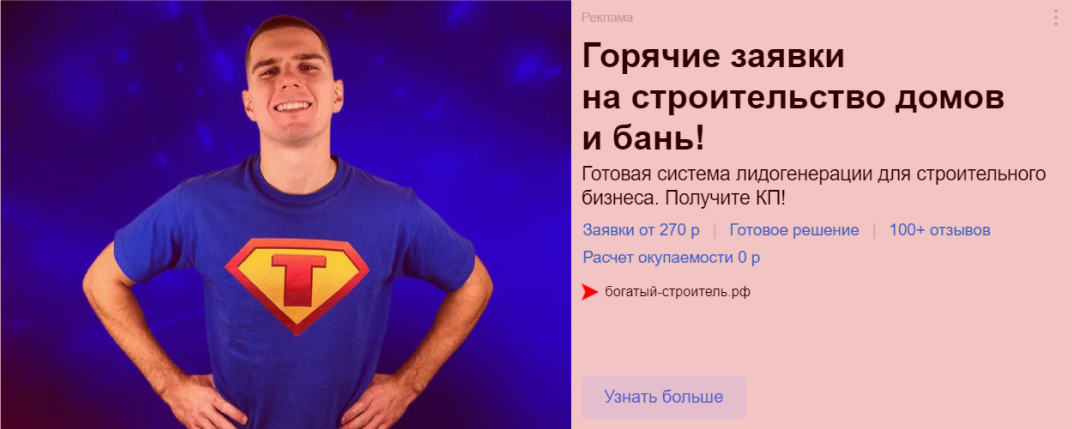 Реклама
Горячие заявки
на строительство домов
и бань!
Готовая система лидогенерации для строительного
бизнеса. Получите КП!
Заявки от 270 р | Готовое решение | 100+ отзывов
Расчет окупаемости 0 р
богатый-строитель.рф
Узнать больше
T